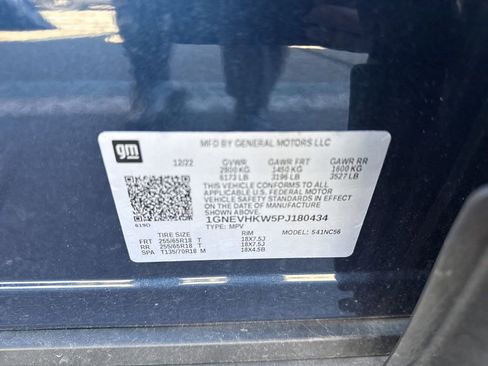 gm
MFD BY GENERAL MOTORS LLC
12/22 GVWR GAWR FRT GAWR RR
2800 KG 1450 KG 1600 KG
6173 LB 3196 LB 3527 LB
THIS VEHICLE CONFORMS TO ALL
APPLICABLE U.S. FEDERAL MOTOR
VEHICLE SAFETY STANDARDS IN EFFECT
ON THE DATE OF MANUFACTURE
SHOWN ABOVE.
1GNEVHKW5PJ180434
619O TYPE: MPV MODEL: 541NC56
TIRE SIZE RIM
FRT 255/65R18 T 18X7.5J
RR 255/65R18 T 18X7.5J
SPA T135/70R18 M 18X4.5B